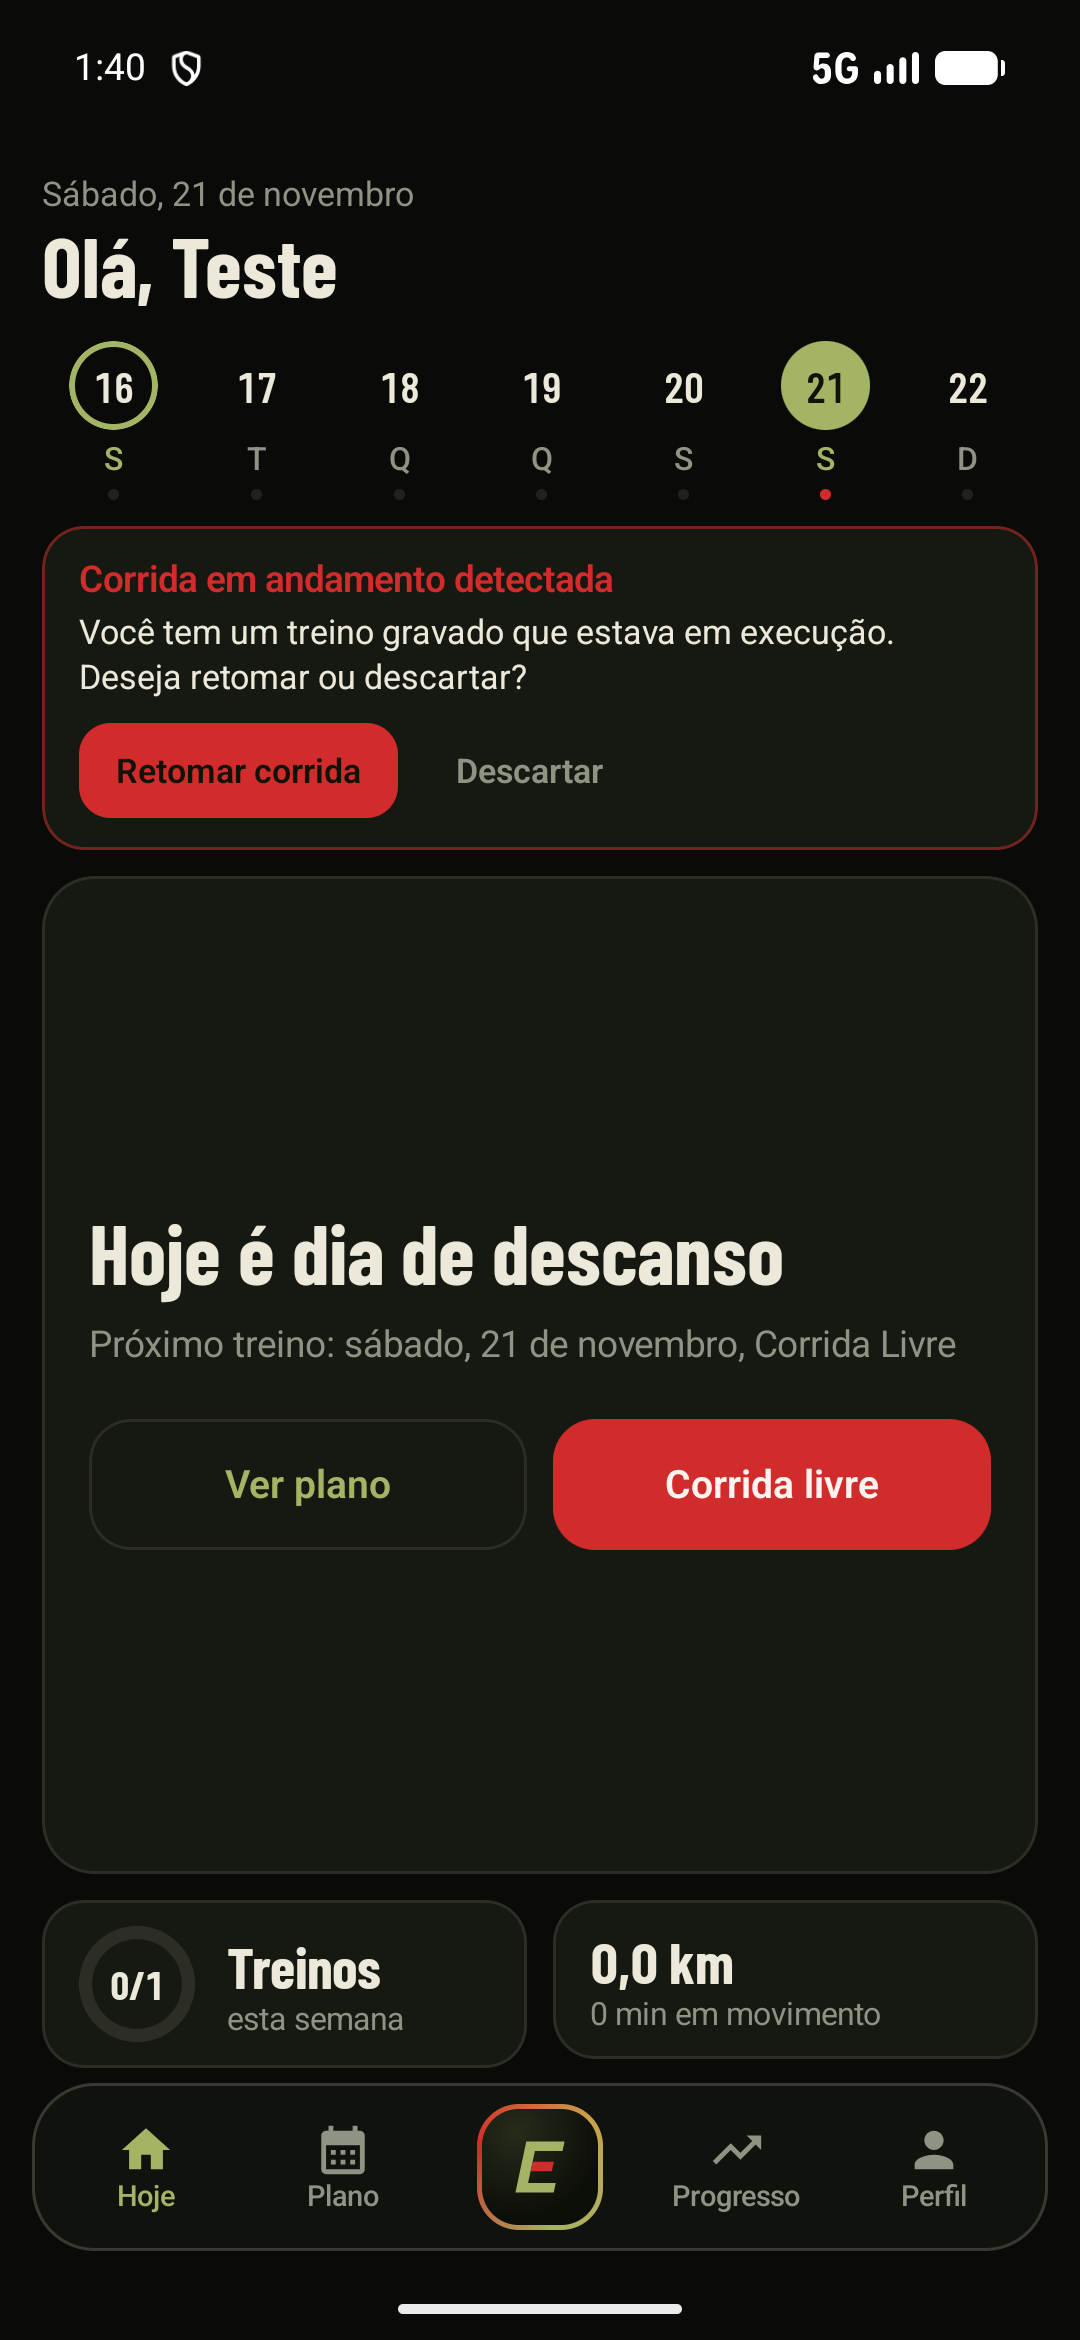 1:40
5G
Sábado, 21 de novembro
Olá, Teste
16 17 18 19 20 21 22
S T Q Q S S D
Corrida em andamento detectada
Você tem um treino gravado que estava em execução.
Deseja retomar ou descartar?
Retomar corrida
Descartar
Hoje é dia de descanso
Próximo treino: sábado, 21 de novembro, Corrida Livre
Ver plano
Corrida livre
0/1
Treinos
esta semana
0,0 km
0 min em movimento
Hoje
Plano
E
Progresso
Perfil